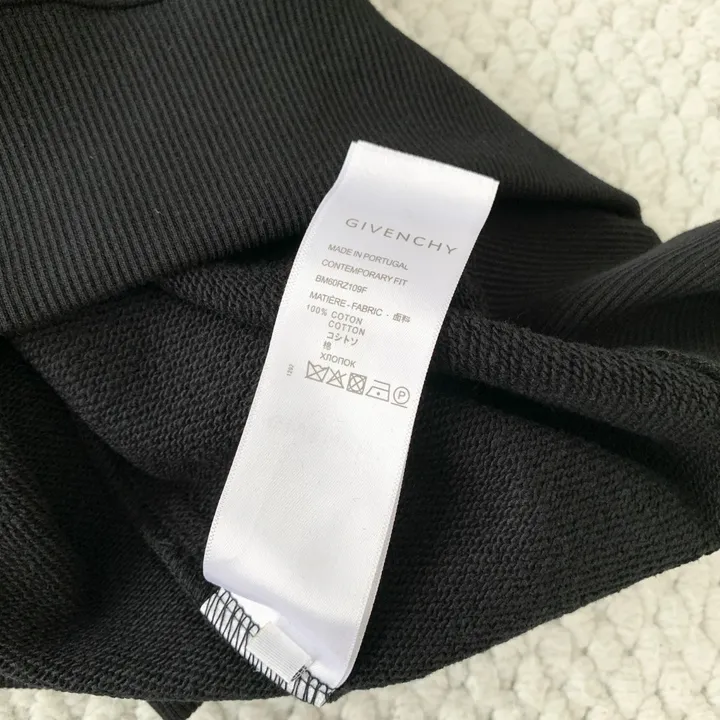 GIVENCHY
MADE IN PORTUGAL
CONTEMPORARY FIT
BM60RZ109F
MATIÈRE - FABRIC - 面料
100% COTON
COTTON
コットン
棉
ХЛОПОК
1252
P